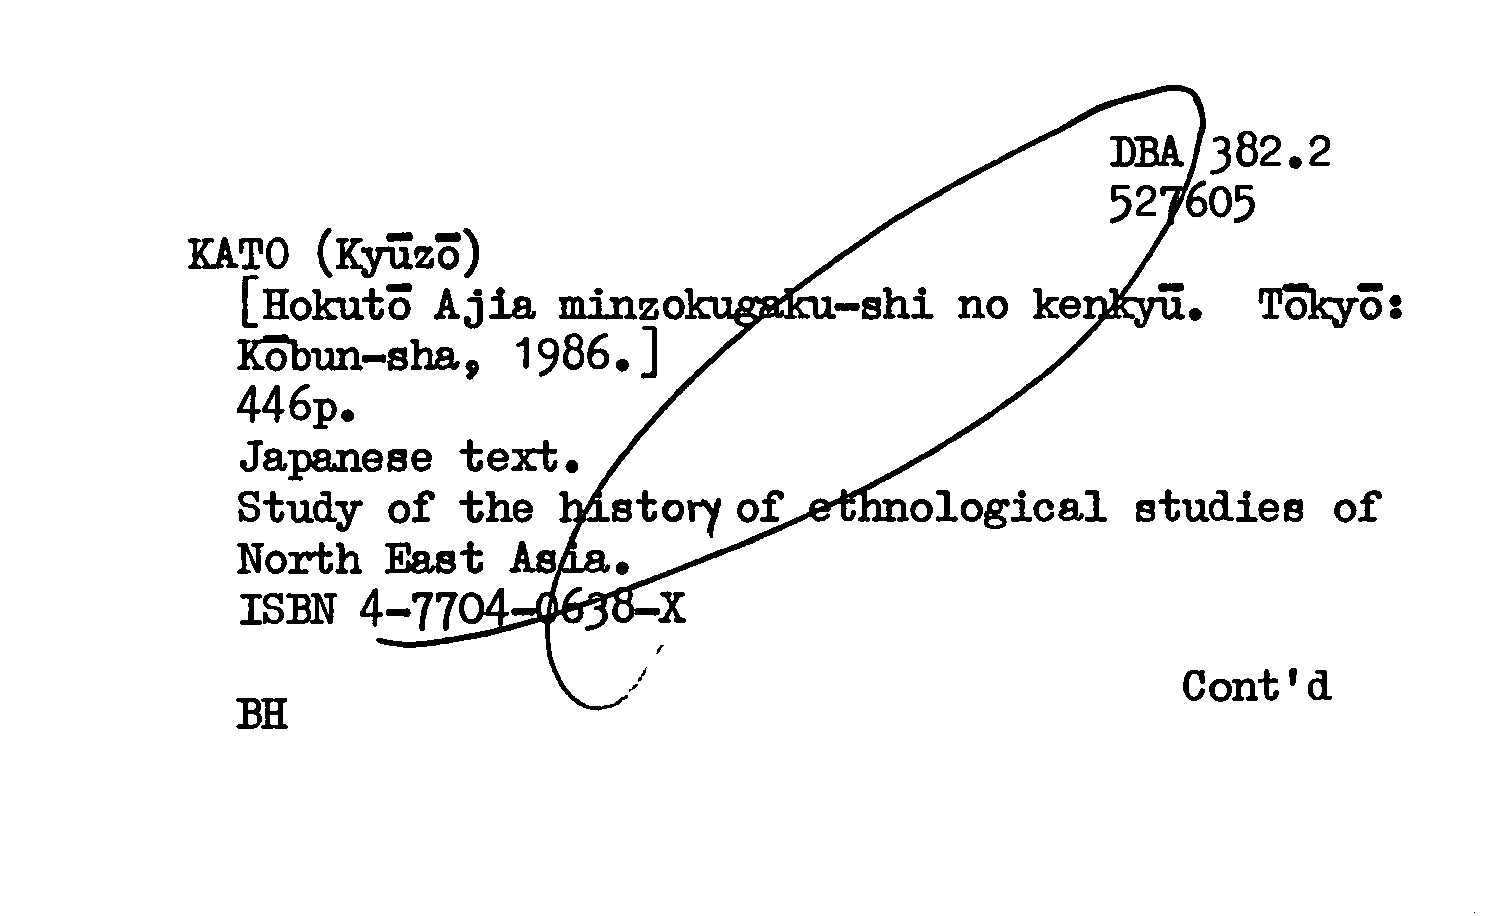 DBA 382.2
527605
KATO (Kyūzō)
[Hokutō Ajia minzokugaku-shi no kenkyū. Tōkyō:
Kōbun-sha, 1986.]
446p.
Japanese text.
Study of the history of ethnological studies of
North East Asia.
ISBN 4-7704-0638-X
Cont'd
BH